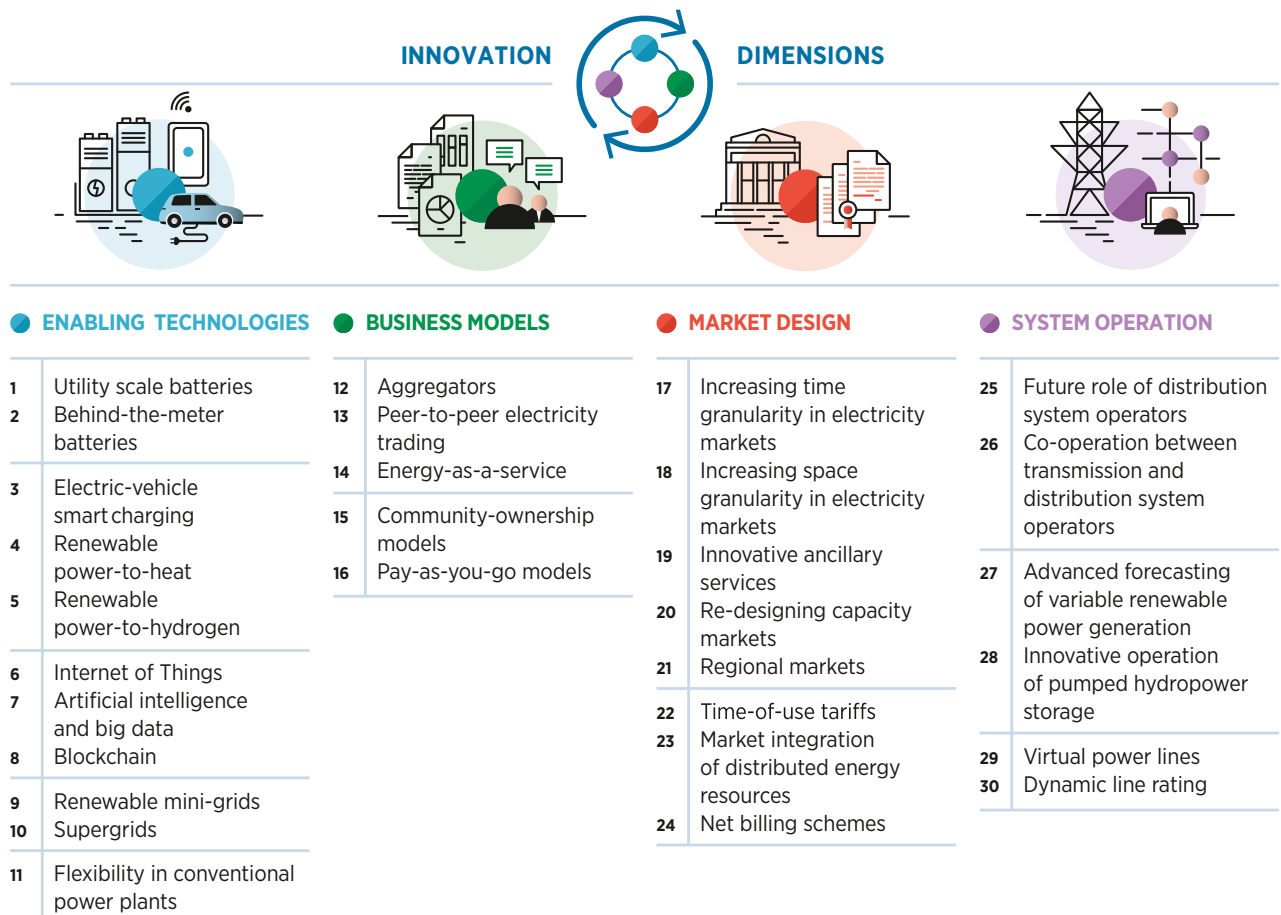 INNOVATION DIMENSIONS
ENABLING TECHNOLOGIES
1 Utility scale batteries
2 Behind-the-meter
batteries
3 Electric-vehicle
smart charging
4 Renewable
power-to-heat
5 Renewable
power-to-hydrogen
6 Internet of Things
7 Artificial intelligence
and big data
8 Blockchain
9 Renewable mini-grids
10 Supergrids
11 Flexibility in conventional
power plants
BUSINESS MODELS
12 Aggregators
13 Peer-to-peer electricity
trading
14 Energy-as-a-service
15 Community-ownership
models
16 Pay-as-you-go models
MARKET DESIGN
17 Increasing time
granularity in electricity
markets
18 Increasing space
granularity in electricity
markets
19 Innovative ancillary
services
20 Re-designing capacity
markets
21 Regional markets
22 Time-of-use tariffs
23 Market integration
of distributed energy
resources
24 Net billing schemes
SYSTEM OPERATION
25 Future role of distribution
system operators
26 Co-operation between
transmission and
distribution system
operators
27 Advanced forecasting
of variable renewable
power generation
28 Innovative operation
of pumped hydropower
storage
29 Virtual power lines
30 Dynamic line rating